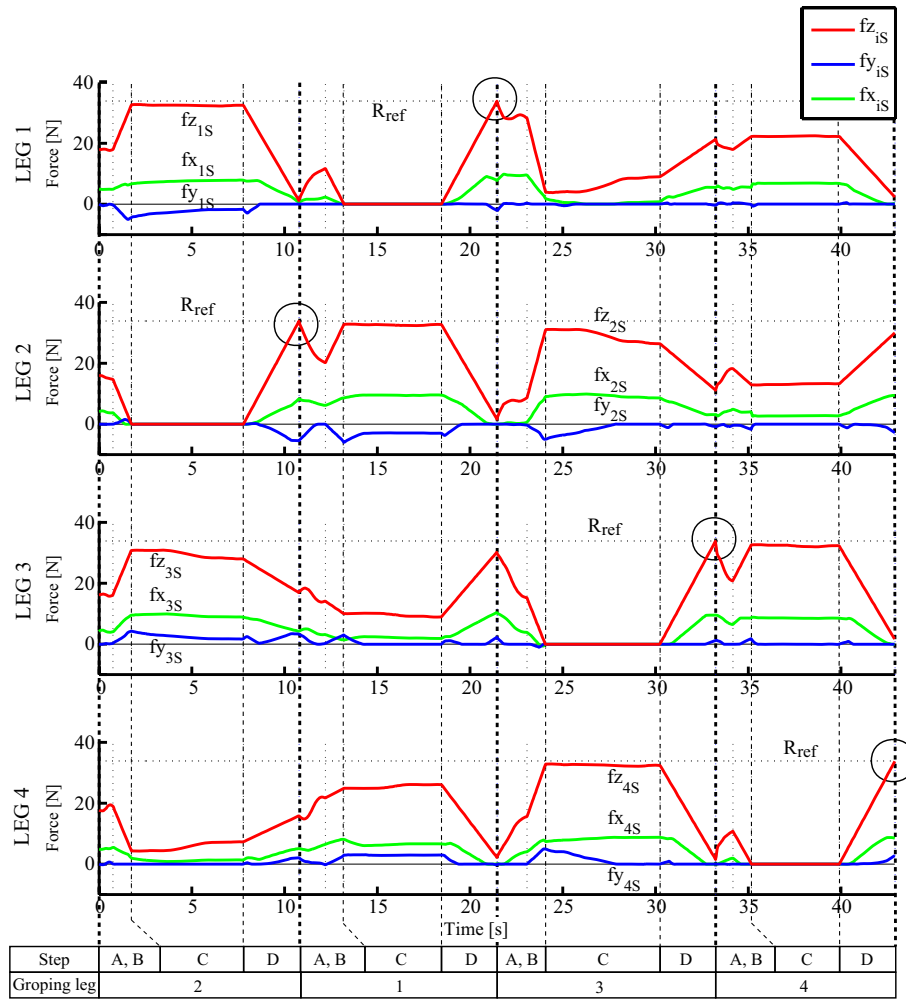 fz_iS
fy_iS
fx_iS
LEG 1
Force [N]
40
20
0
R_ref
fz_1S
fx_1S
fy_1S
0 5 10 15 20 25 30 35 40
LEG 2
Force [N]
40
20
0
R_ref
fz_2S
fx_2S
fy_2S
0 5 10 15 20 25 30 35 40
LEG 3
Force [N]
40
20
0
R_ref
fz_3S
fx_3S
fy_3S
0 5 10 15 20 25 30 35 40
LEG 4
Force [N]
40
20
0
R_ref
fz_4S
fx_4S
fy_4S
0 5 10 15 20 25 30 35 40
Time [s]
Step A, B C D A, B C D A, B C D A, B C D
Groping leg 2 1 3 4